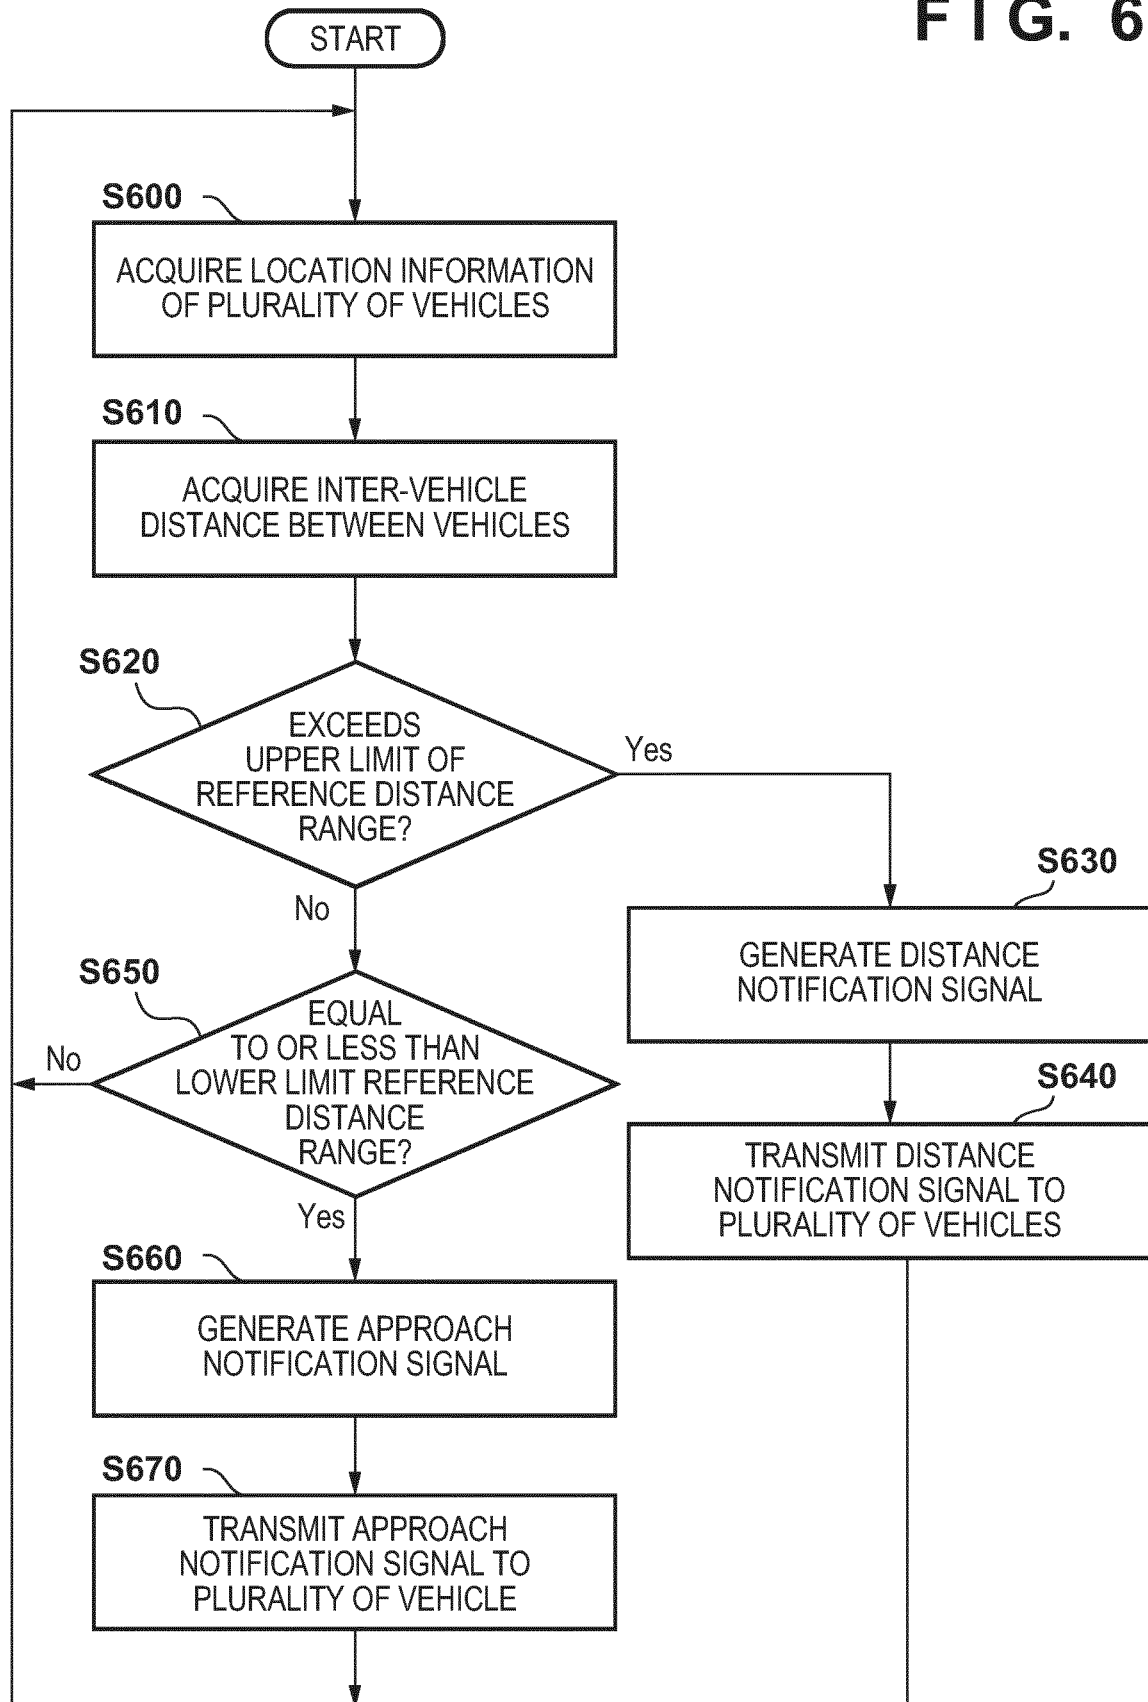 FIG. 6
START
S600
ACQUIRE LOCATION INFORMATION
OF PLURALITY OF VEHICLES
S610
ACQUIRE INTER-VEHICLE
DISTANCE BETWEEN VEHICLES
S620
EXCEEDS
UPPER LIMIT OF
REFERENCE DISTANCE
RANGE?
Yes
No
S630
GENERATE DISTANCE
NOTIFICATION SIGNAL
S640
TRANSMIT DISTANCE
NOTIFICATION SIGNAL TO
PLURALITY OF VEHICLES
S650
EQUAL
TO OR LESS THAN
LOWER LIMIT REFERENCE
DISTANCE
RANGE?
No
Yes
S660
GENERATE APPROACH
NOTIFICATION SIGNAL
S670
TRANSMIT APPROACH
NOTIFICATION SIGNAL TO
PLURALITY OF VEHICLE